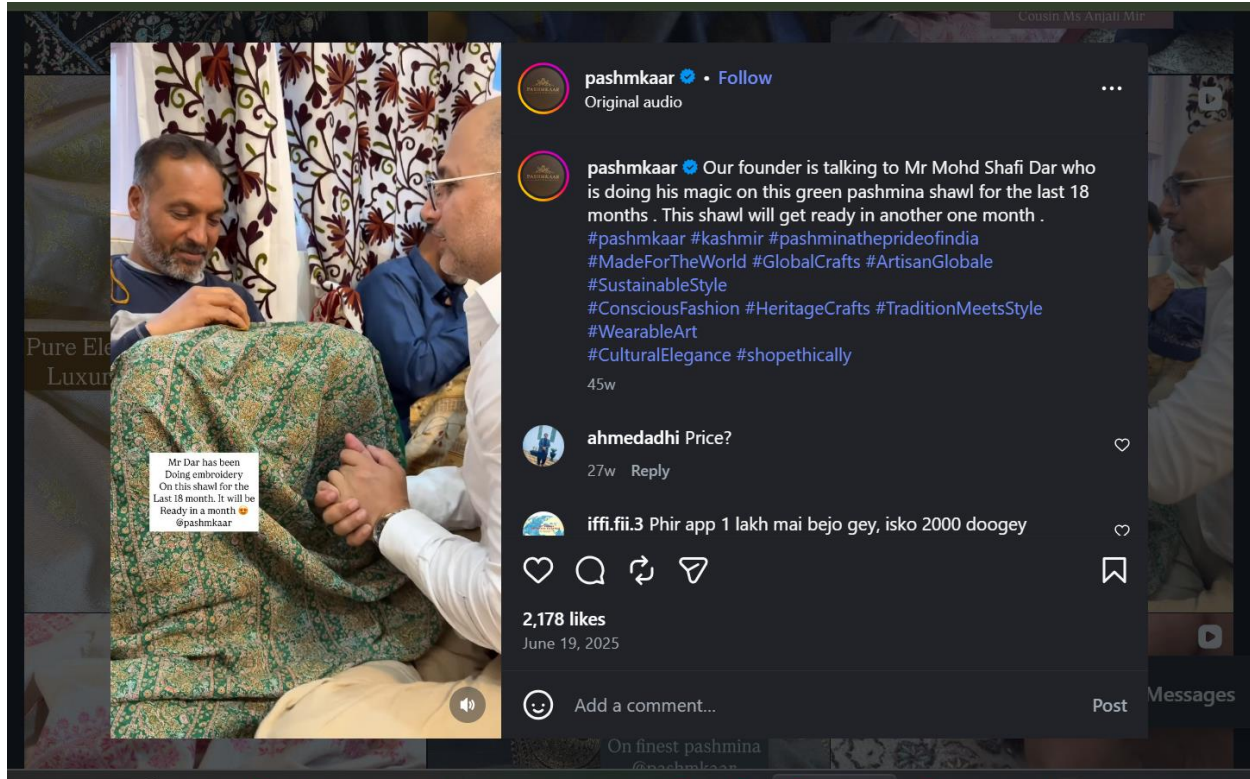 Cousin Ms Anjali Mir
pashmkaar • Follow
Original audio
pashmkaar Our founder is talking to Mr Mohd Shafi Dar who
is doing his magic on this green pashmina shawl for the last 18
months . This shawl will get ready in another one month .
#pashmkaar #kashmir #pashminatheprideofindia
#MadeForTheWorld #GlobalCrafts #ArtisanGlobale
#SustainableStyle
#ConsciousFashion #HeritageCrafts #TraditionMeetsStyle
#WearableArt
#CulturalElegance #shopethically
45w
Pure Ele
Luxur
Mr Dar has been
Doing embroidery
On this shawl for the
Last 18 month. It will be
Ready in a month 😍
@pashmkaar
ahmedadhi Price?
27w Reply
iffi.fii.3 Phir app 1 lakh mai bejo gey, isko 2000 doogey
2,178 likes
June 19, 2025
Add a comment...
Post
Messages
On finest pashmina
@pashmkaar